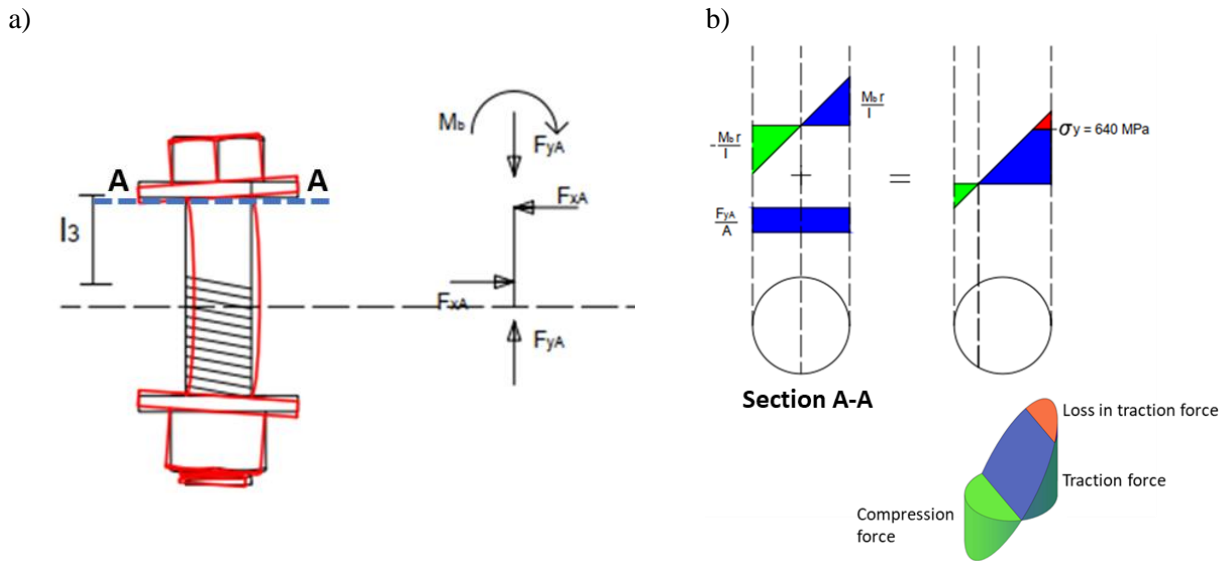 a)
A A
l3
Mb
FyA
FxA
FxA
FyA
b)
Mb r
I
-Mb r
I
+
FyA
A
=
σy = 640 MPa
Section A-A
Loss in traction force
Traction force
Compression
force